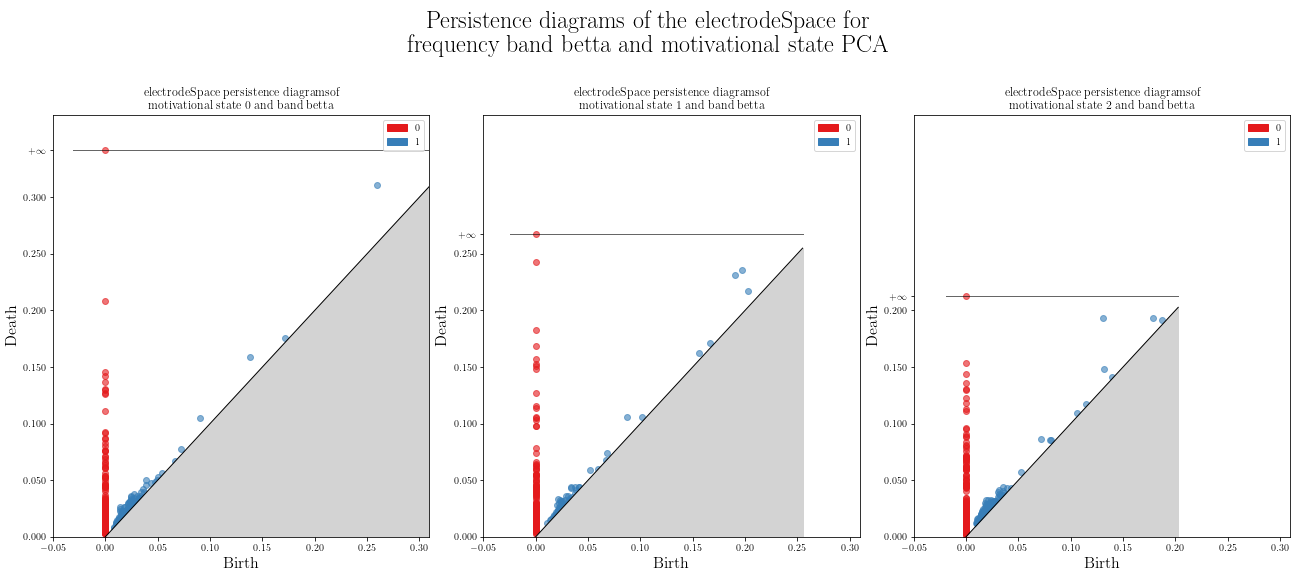 Persistence diagrams of the electrodeSpace for
frequency band betta and motivational state PCA
electrodeSpace persistence diagramsof
motivational state 0 and band betta
0
1
+∞
0.300
0.250
0.200
0.150
0.100
0.050
0.000
Death
−0.05 0.00 0.05 0.10 0.15 0.20 0.25 0.30
Birth
electrodeSpace persistence diagramsof
motivational state 1 and band betta
0
1
+∞
0.250
0.200
0.150
0.100
0.050
0.000
Death
−0.05 0.00 0.05 0.10 0.15 0.20 0.25 0.30
Birth
electrodeSpace persistence diagramsof
motivational state 2 and band betta
0
1
+∞
0.200
0.150
0.100
0.050
0.000
Death
−0.05 0.00 0.05 0.10 0.15 0.20 0.25 0.30
Birth